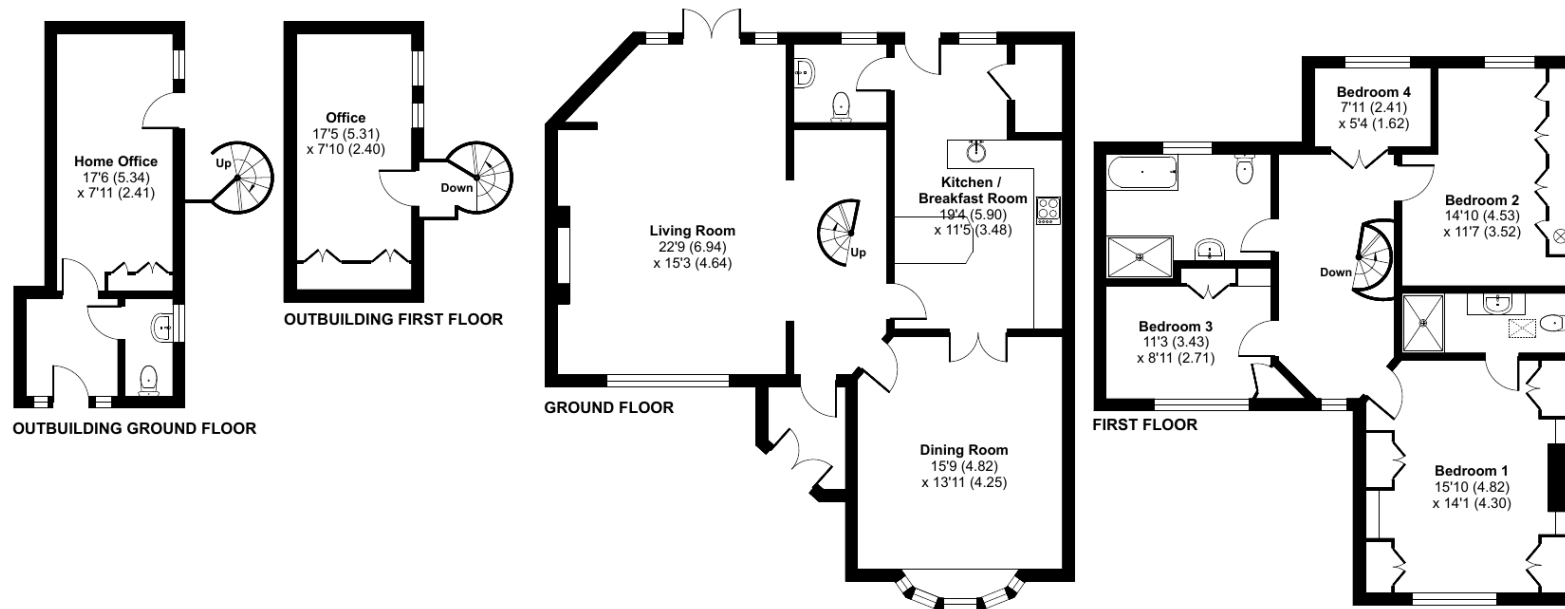 Home Office
17'6 (5.34)
x 7'11 (2.41)
Up
OUTBUILDING GROUND FLOOR
Office
17'5 (5.31)
x 7'10 (2.40)
Down
OUTBUILDING FIRST FLOOR
Living Room
22'9 (6.94)
x 15'3 (4.64)
Up
Kitchen /
Breakfast Room
19'4 (5.90)
x 11'5 (3.48)
Dining Room
15'9 (4.82)
x 13'11 (4.25)
GROUND FLOOR
Bedroom 4
7'11 (2.41)
x 5'4 (1.62)
Bedroom 2
14'10 (4.53)
x 11'7 (3.52)
Down
Bedroom 3
11'3 (3.43)
x 8'11 (2.71)
Bedroom 1
15'10 (4.82)
x 14'1 (4.30)
FIRST FLOOR